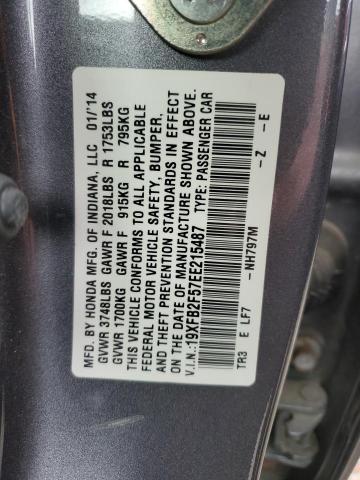 MFD. BY HONDA MFG. OF INDIANA, LLC 01/'14
GVWR 3748LBS GAWR F 2018LBS R 1753LBS
GVWR 1700KG GAWR F 915KG R 795KG
THIS VEHICLE CONFORMS TO ALL APPLICABLE
FEDERAL MOTOR VEHICLE SAFETY, BUMPER,
AND THEFT PREVENTION STANDARDS IN EFFECT
ON THE DATE OF MANUFACTURE SHOWN ABOVE.
V.I.N.:19XFB2F57EE215487 TYPE: PASSENGER CAR
TR3 E LF7 -NH797M -Z -E